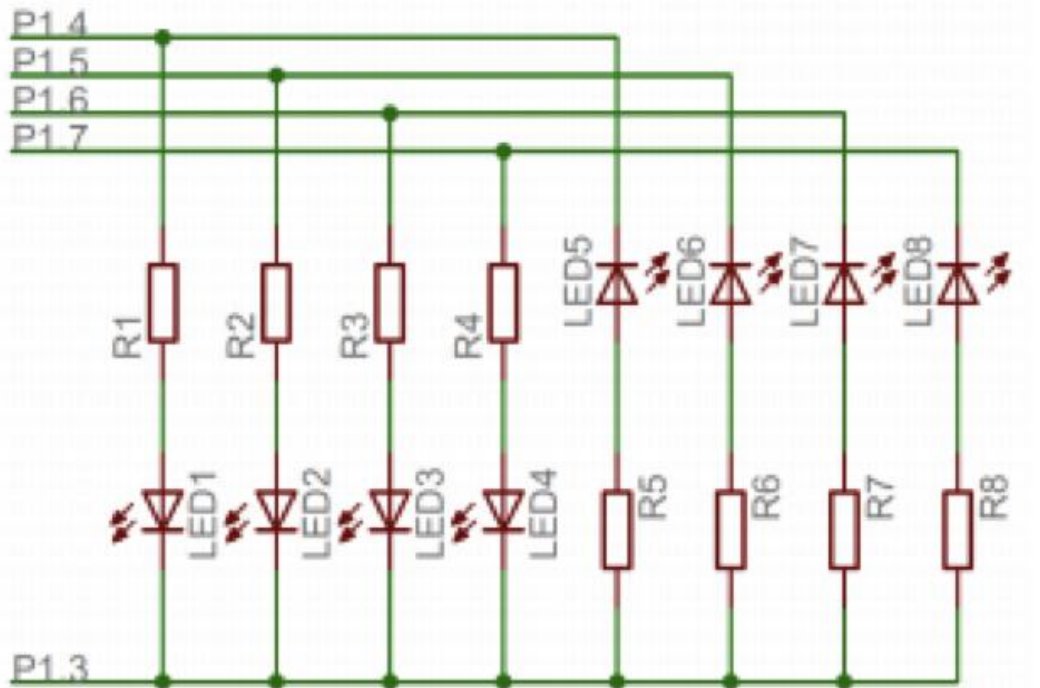 P1.4
P1.5
P1.6
P1.7
R1
R2
R3
R4
LED5
LED6
LED7
LED8
LED1
LED2
LED3
LED4
R5
R6
R7
R8
P1.3